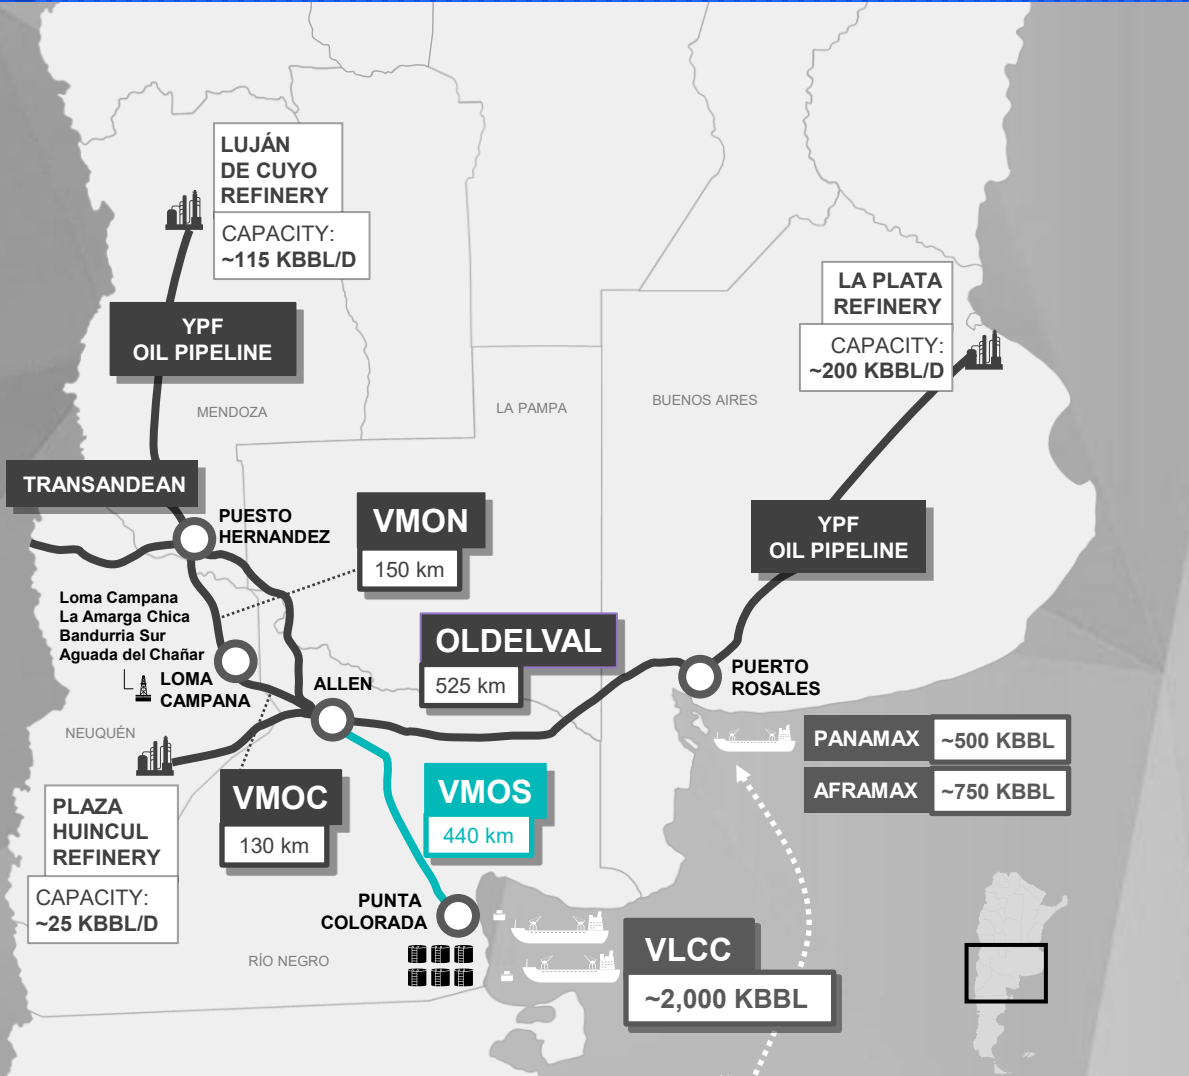 LUJÁN
DE CUYO
REFINERY
CAPACITY:
~115 KBBL/D
YPF
OIL PIPELINE
LA PLATA
REFINERY
CAPACITY:
~200 KBBL/D
MENDOZA
LA PAMPA
BUENOS AIRES
TRANSANDEAN
PUESTO
HERNANDEZ
VMON
150 km
YPF
OIL PIPELINE
Loma Campana
La Amarga Chica
Bandurria Sur
Aguada del Chañar
LOMA
CAMPANA
ALLEN
OLDELVAL
525 km
PUERTO
ROSALES
NEUQUÉN
PANAMAX
~500 KBBL
AFRAMAX
~750 KBBL
PLAZA
HUINCUL
REFINERY
CAPACITY:
~25 KBBL/D
VMOC
130 km
VMOS
440 km
PUNTA
COLORADA
RÍO NEGRO
VLCC
~2,000 KBBL